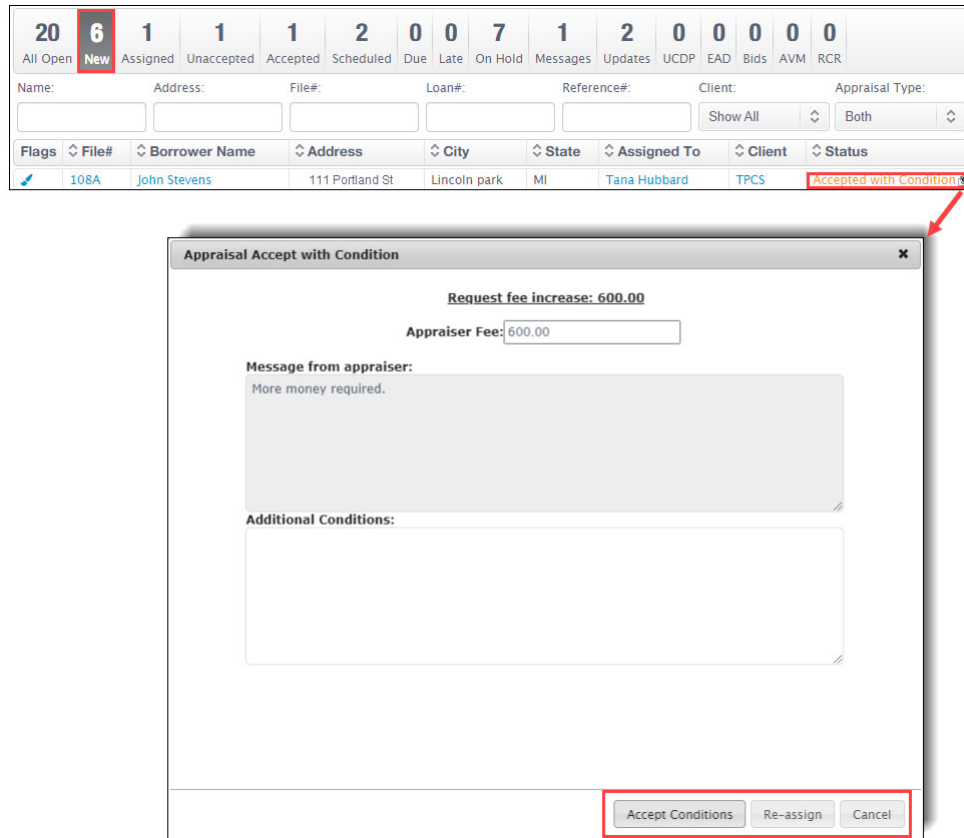 20 6 1 1 1 2 0 0 7 1 2 0 0 0 0 0
All Open New Assigned Unaccepted Accepted Scheduled Due Late On Hold Messages Updates UCDP EAD Bids AVM RCR
Name: Address: File#: Loan#: Reference#: Client: Appraisal Type:
Show All Both
Flags File# Borrower Name Address City State Assigned To Client Status
108A John Stevens 111 Portland St Lincoln park MI Tana Hubbard TPCS Accepted with Condition
Appraisal Accept with Condition
Request fee increase: 600.00
Appraiser Fee: 600.00
Message from appraiser:
More money required.
Additional Conditions:
Accept Conditions Re-assign Cancel